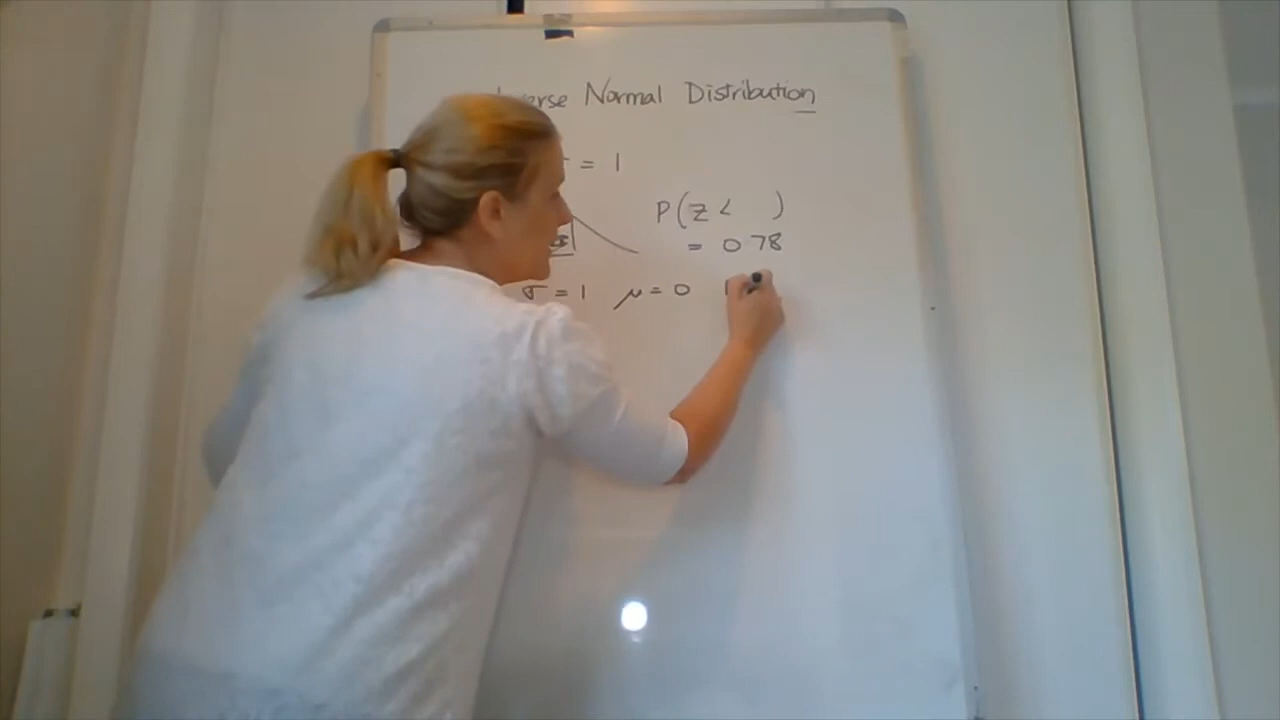 Normal Distribution
= 1
P(Z < )
= 0.78
σ = 1 μ = 0